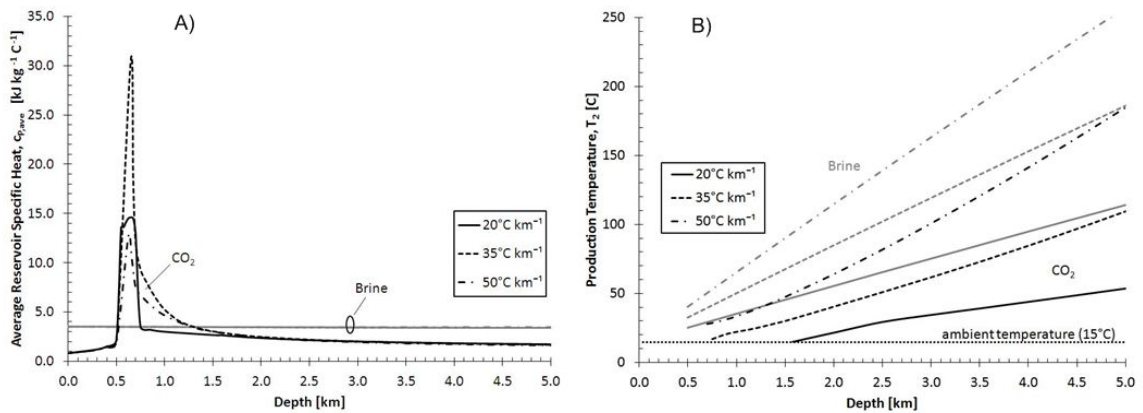 A)
Average Reservoir Specific Heat, cP,ave [kJ kg⁻¹ C⁻¹]
35.0
30.0
25.0
20.0
15.0
10.0
5.0
0.0
CO₂
Brine
20°C km⁻¹
35°C km⁻¹
50°C km⁻¹
0.0 0.5 1.0 1.5 2.0 2.5 3.0 3.5 4.0 4.5 5.0
Depth [km]
B)
Production Temperature, T₂ [C]
250
200
150
100
50
0
Brine
20°C km⁻¹
35°C km⁻¹
50°C km⁻¹
CO₂
ambient temperature (15°C)
0.0 0.5 1.0 1.5 2.0 2.5 3.0 3.5 4.0 4.5 5.0
Depth [km]